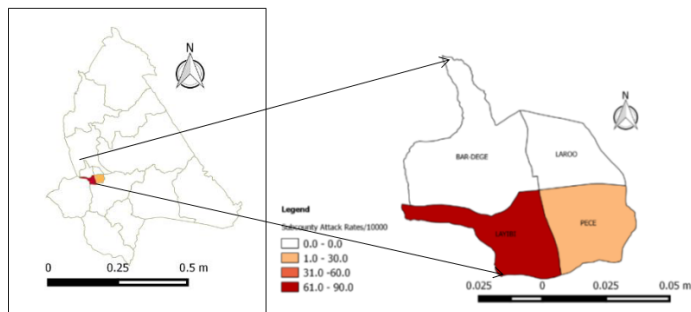 N
0 0.25 0.5 m
N
BAR-DEGE
LAROO
LAYIBI
PECE
Legend
Subcounty Attack Rates/10000
0.0 - 0.0
1.0 - 30.0
31.0 -60.0
61.0 - 90.0
0.025 0 0.025 0.05 m